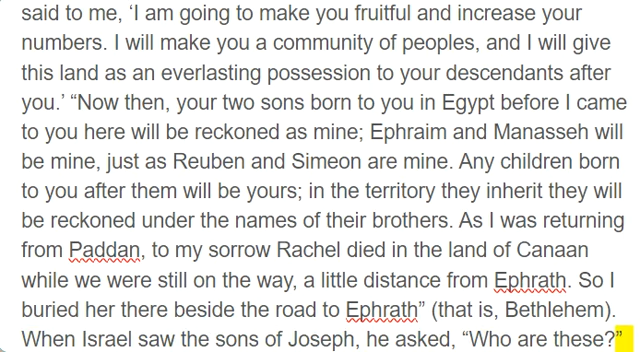 said to me, ‘I am going to make you fruitful and increase your
numbers. I will make you a community of peoples, and I will give
this land as an everlasting possession to your descendants after
you.’ “Now then, your two sons born to you in Egypt before I came
to you here will be reckoned as mine; Ephraim and Manasseh will
be mine, just as Reuben and Simeon are mine. Any children born
to you after them will be yours; in the territory they inherit they will
be reckoned under the names of their brothers. As I was returning
from Paddan, to my sorrow Rachel died in the land of Canaan
while we were still on the way, a little distance from Ephrath. So I
buried her there beside the road to Ephrath” (that is, Bethlehem).
When Israel saw the sons of Joseph, he asked, “Who are these?”